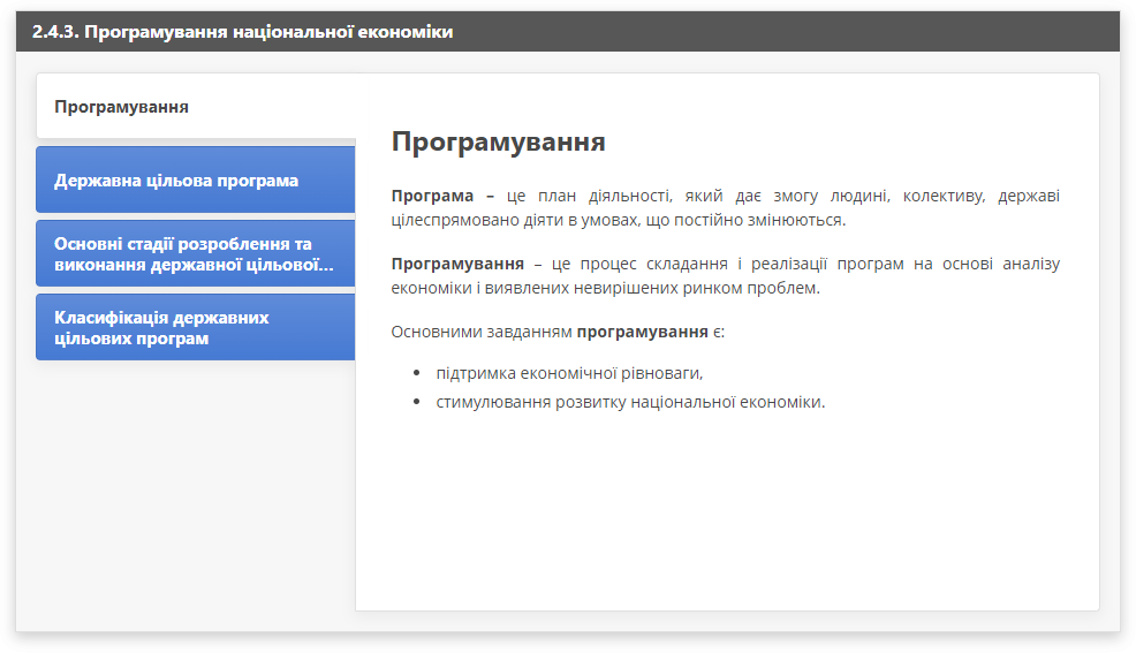 2.4.3. Програмування національної економіки
Програмування
Державна цільова програма
Основні стадії розроблення та
виконання державної цільової...
Класифікація державних
цільових програм
Програмування
Програма – це план діяльності, який дає змогу людині, колективу, державі
цілеспрямовано діяти в умовах, що постійно змінюються.
Програмування – це процес складання і реалізації програм на основі аналізу
економіки і виявлених невирішених ринком проблем.
Основними завданням програмування є:
• підтримка економічної рівноваги,
• стимулювання розвитку національної економіки.